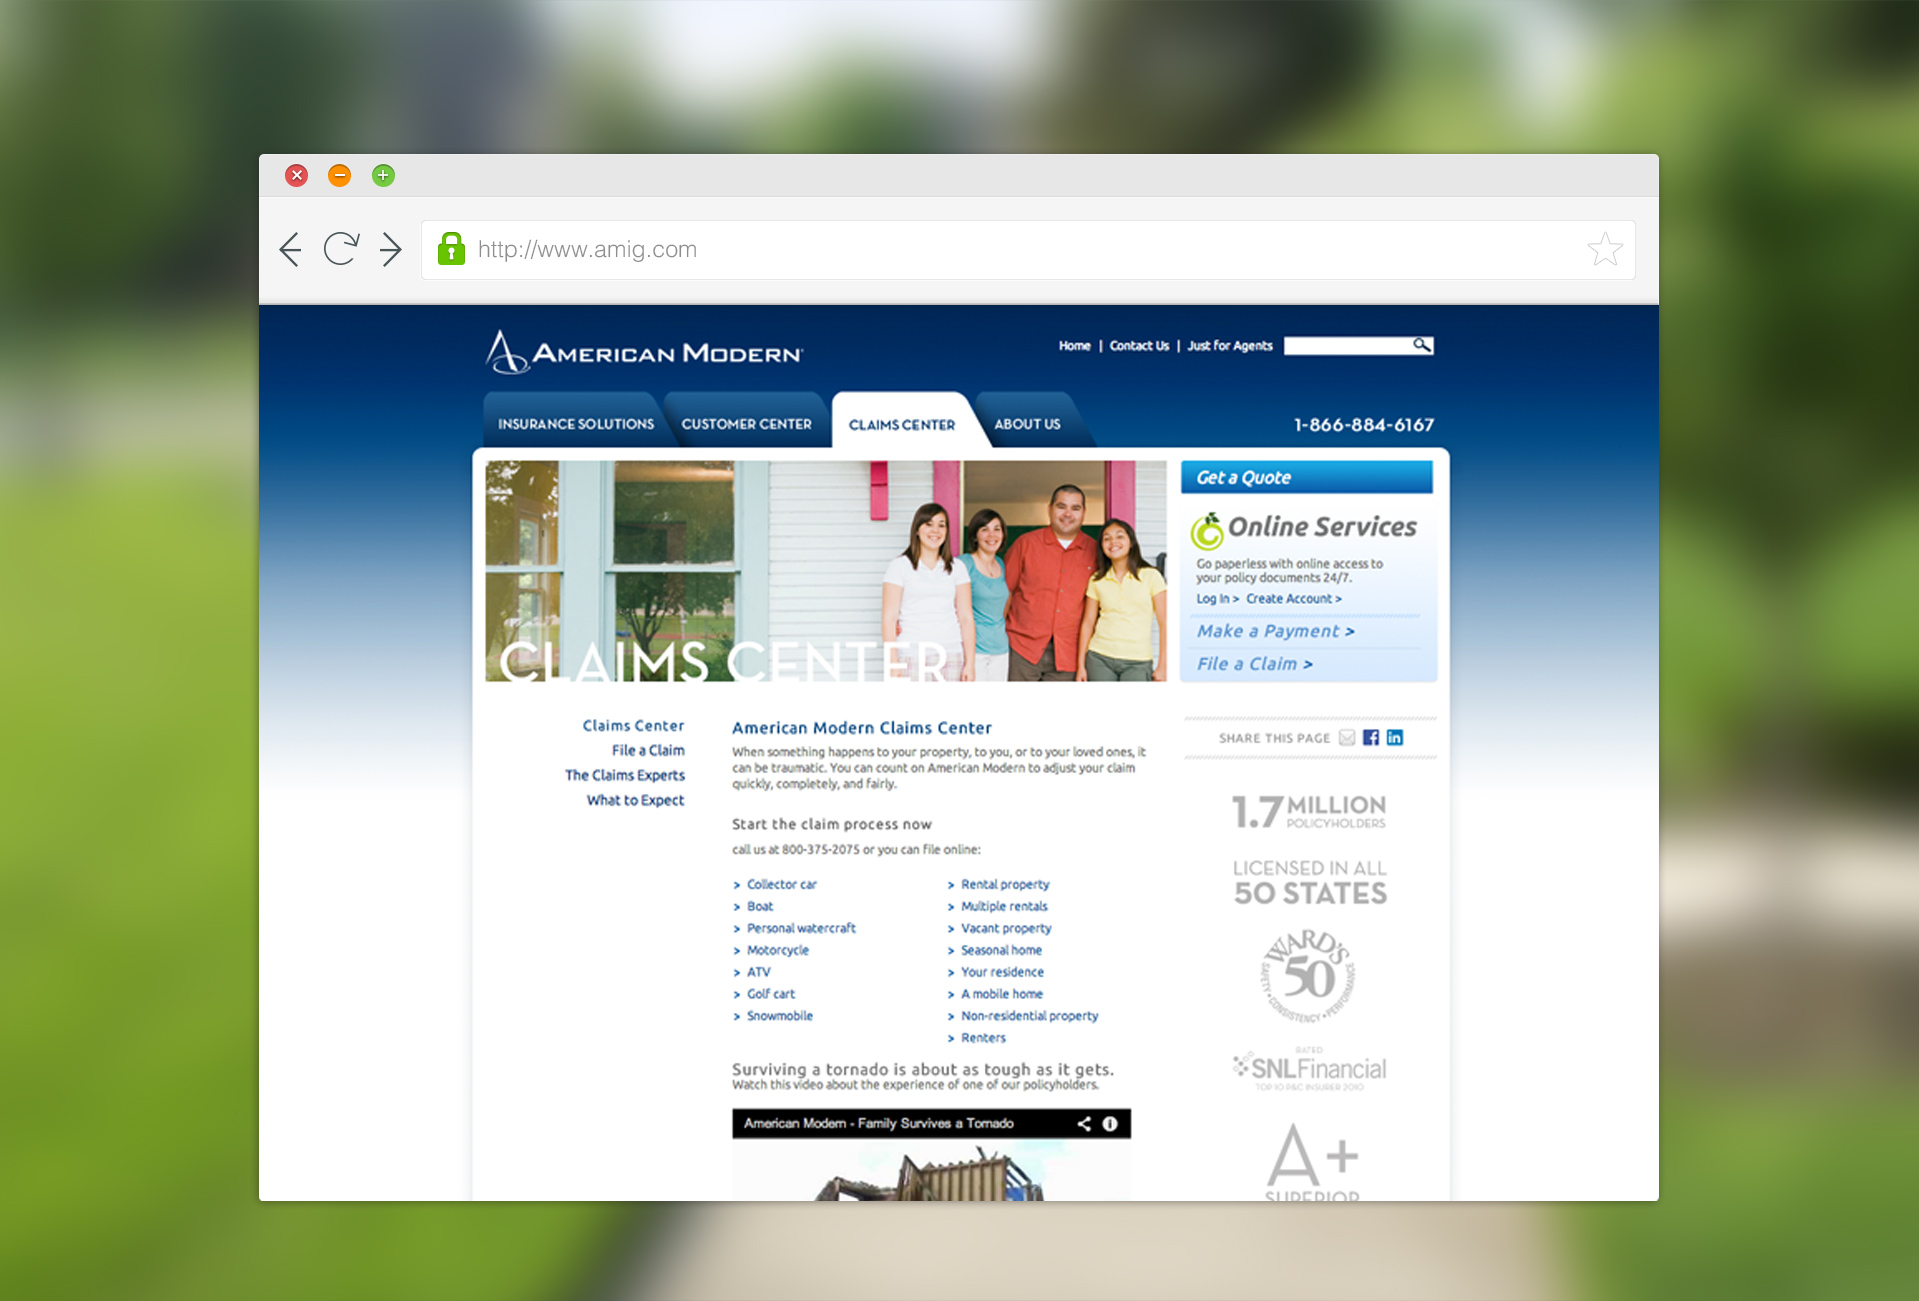 http://www.amig.com
AMERICAN MODERN
Home | Contact Us | Just for Agents
INSURANCE SOLUTIONS
CUSTOMER CENTER
CLAIMS CENTER
ABOUT US
1-866-884-6167
CLAIMS CENTER
Get a Quote
Online Services
Go paperless with online access to
your policy documents 24/7.
Log In > Create Account >
Make a Payment >
File a Claim >
Claims Center
File a Claim
The Claims Experts
What to Expect
American Modern Claims Center
When something happens to your property, to you, or to your loved ones, it
can be traumatic. You can count on American Modern to adjust your claim
quickly, completely, and fairly.
Start the claim process now
call us at 800-375-2075 or you can file online:
> Collector car
> Boat
> Personal watercraft
> Motorcycle
> ATV
> Golf cart
> Snowmobile
> Rental property
> Multiple rentals
> Vacant property
> Seasonal home
> Your residence
> A mobile home
> Non-residential property
> Renters
Surviving a tornado is about as tough as it gets.
Watch this video about the experience of one of our policyholders.
American Modern - Family Survives a Tornado
SHARE THIS PAGE
1.7 MILLION
POLICYHOLDERS
LICENSED IN ALL
50 STATES
WARD'S
50
SAFETY • CONSISTENCY • PERFORMANCE
RATED
SNLFinancial
TOP 10 P&C INSURER 2010
A+
SUPERIOR